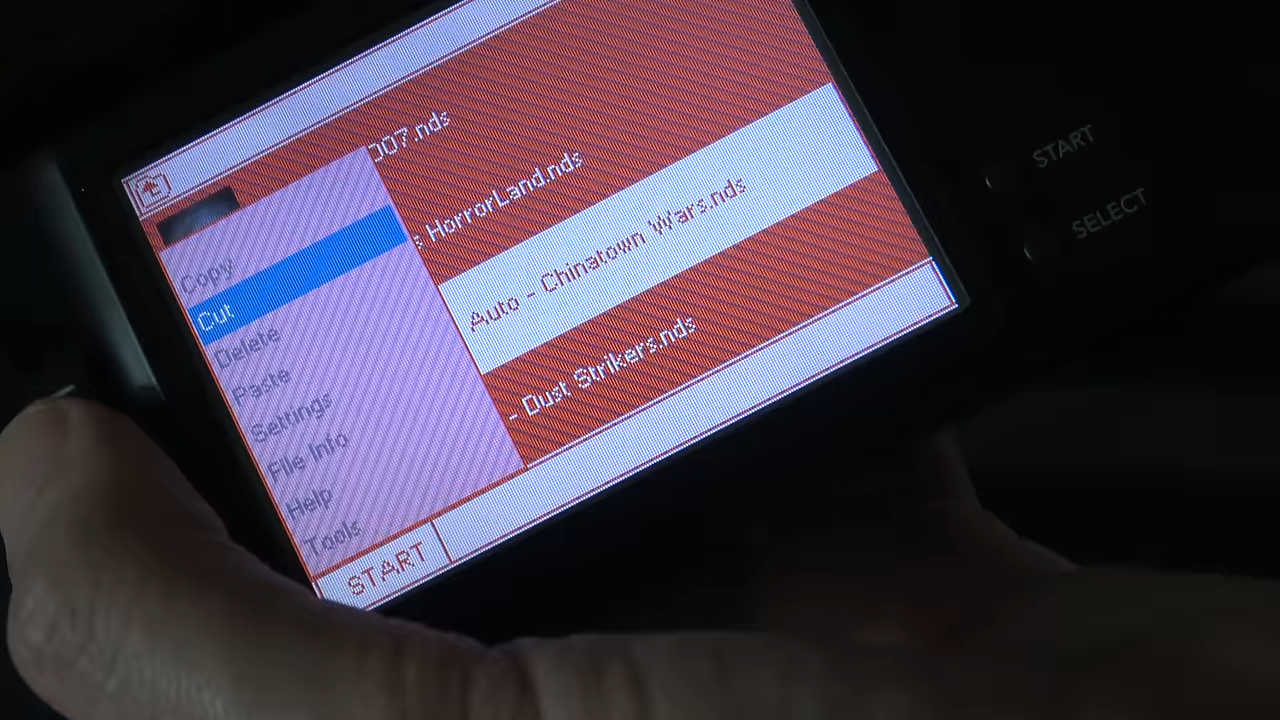 007.nds
s HorrorLand.nds
Auto - Chinatown Wars.nds
- Dust Strikers.nds
Copy
Cut
Delete
Paste
Settings
File Info
Help
Tools
START
START
SELECT